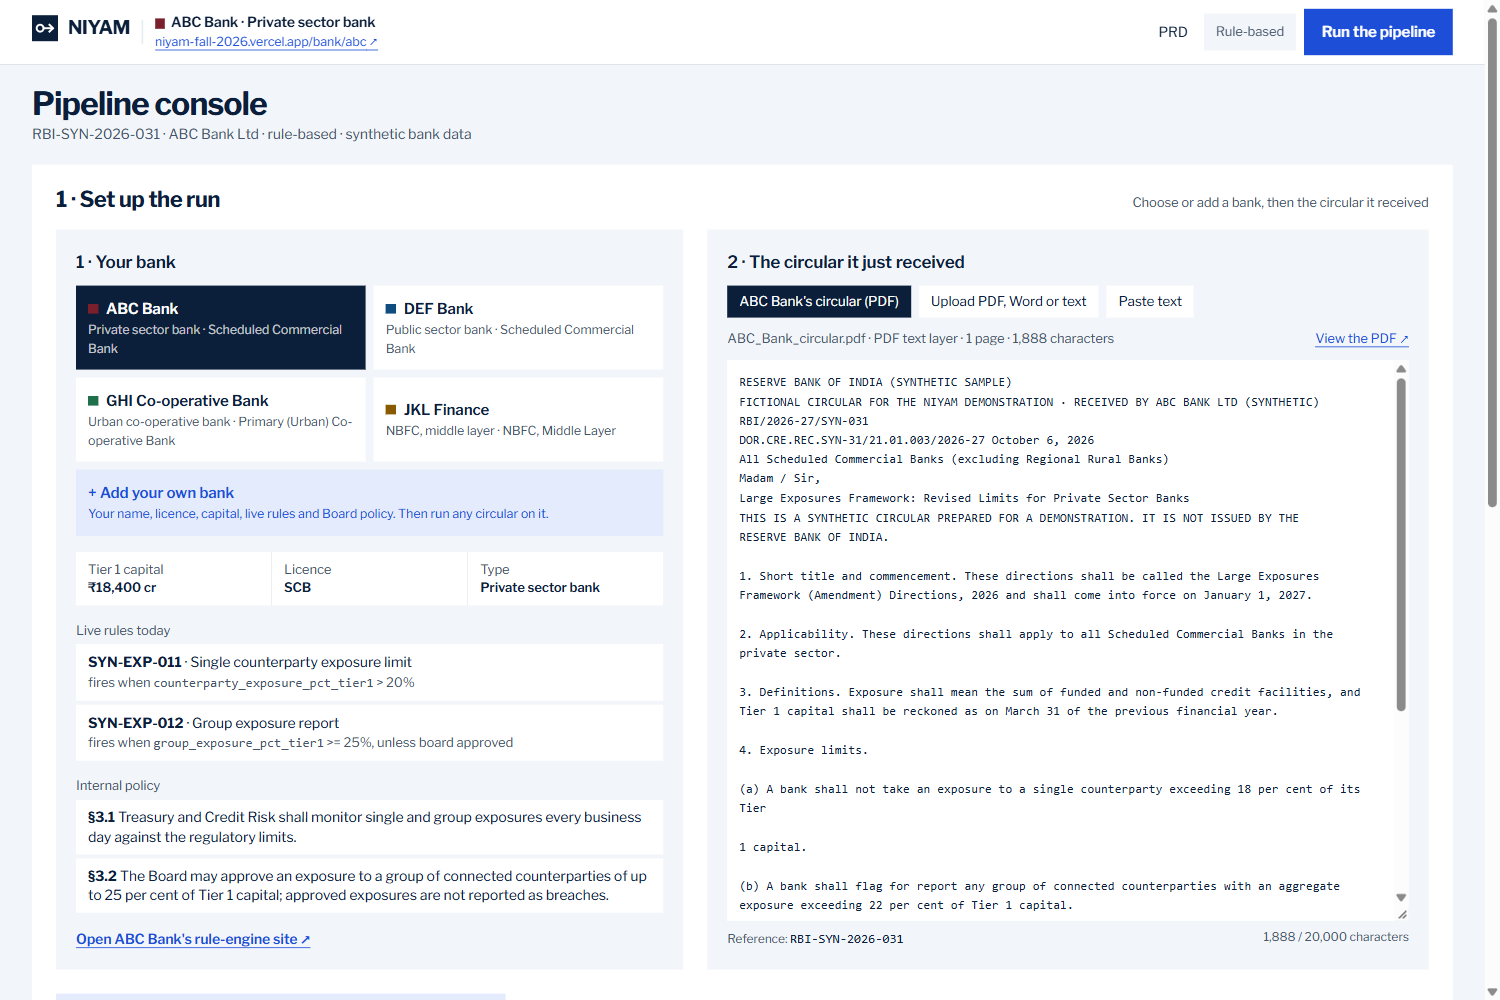 NIYAM
ABC Bank · Private sector bank
niyam-fall-2026.vercel.app/bank/abc ↗
PRD
Rule-based
Run the pipeline
Pipeline console
RBI-SYN-2026-031 · ABC Bank Ltd · rule-based · synthetic bank data
1 · Set up the run
Choose or add a bank, then the circular it received
1 · Your bank
ABC Bank
Private sector bank · Scheduled Commercial
Bank
DEF Bank
Public sector bank · Scheduled Commercial
Bank
GHI Co-operative Bank
Urban co-operative bank · Primary (Urban) Co-
operative Bank
JKL Finance
NBFC, middle layer · NBFC, Middle Layer
+ Add your own bank
Your name, licence, capital, live rules and Board policy. Then run any circular on it.
Tier 1 capital
₹18,400 cr
Licence
SCB
Type
Private sector bank
Live rules today
SYN-EXP-011 · Single counterparty exposure limit
fires when counterparty_exposure_pct_tier1 > 20%
SYN-EXP-012 · Group exposure report
fires when group_exposure_pct_tier1 >= 25%, unless board approved
Internal policy
§3.1 Treasury and Credit Risk shall monitor single and group exposures every business
day against the regulatory limits.
§3.2 The Board may approve an exposure to a group of connected counterparties of up
to 25 per cent of Tier 1 capital; approved exposures are not reported as breaches.
Open ABC Bank's rule-engine site ↗
2 · The circular it just received
ABC Bank's circular (PDF)
Upload PDF, Word or text
Paste text
ABC_Bank_circular.pdf · PDF text layer · 1 page · 1,888 characters
View the PDF ↗
RESERVE BANK OF INDIA (SYNTHETIC SAMPLE)
FICTIONAL CIRCULAR FOR THE NIYAM DEMONSTRATION · RECEIVED BY ABC BANK LTD (SYNTHETIC)
RBI/2026-27/SYN-031
DOR.CRE.REC.SYN-31/21.01.003/2026-27 October 6, 2026
All Scheduled Commercial Banks (excluding Regional Rural Banks)
Madam / Sir,
Large Exposures Framework: Revised Limits for Private Sector Banks
THIS IS A SYNTHETIC CIRCULAR PREPARED FOR A DEMONSTRATION. IT IS NOT ISSUED BY THE
RESERVE BANK OF INDIA.
1. Short title and commencement. These directions shall be called the Large Exposures
Framework (Amendment) Directions, 2026 and shall come into force on January 1, 2027.
2. Applicability. These directions shall apply to all Scheduled Commercial Banks in the
private sector.
3. Definitions. Exposure shall mean the sum of funded and non-funded credit facilities, and
Tier 1 capital shall be reckoned as on March 31 of the previous financial year.
4. Exposure limits.
(a) A bank shall not take an exposure to a single counterparty exceeding 18 per cent of its
Tier
1 capital.
(b) A bank shall flag for report any group of connected counterparties with an aggregate
exposure exceeding 22 per cent of Tier 1 capital.
Reference: RBI-SYN-2026-031
1,888 / 20,000 characters